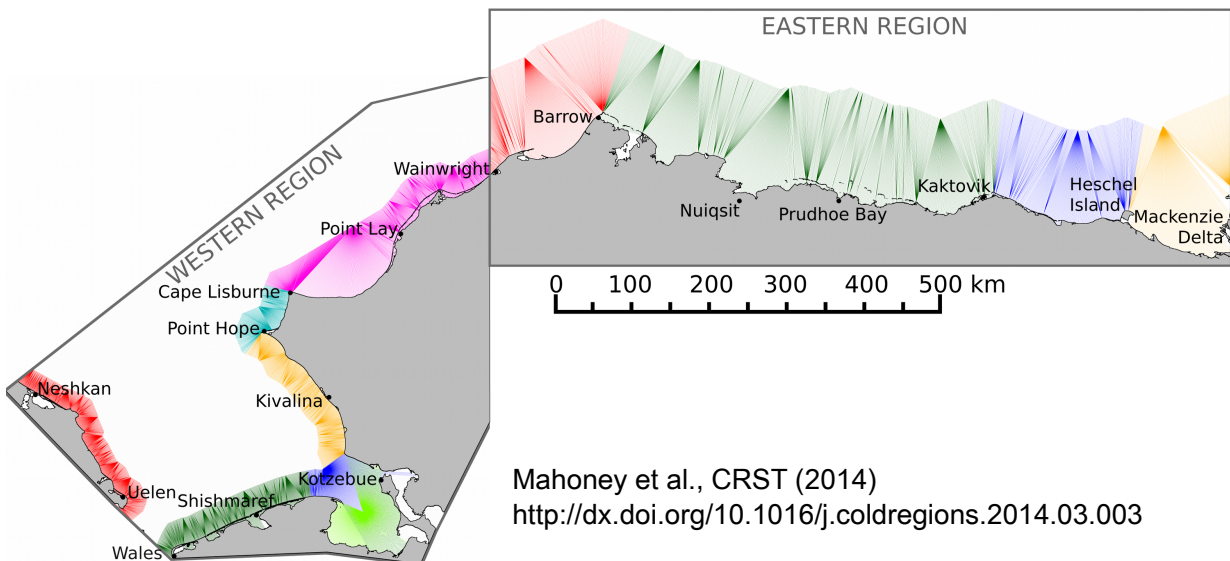 EASTERN REGION
WESTERN REGION
Barrow
Wainwright
Kaktovik
Heschel
Island
Nuiqsit
Prudhoe Bay
Mackenzie
Delta
Point Lay
Cape Lisburne
Point Hope
0 100 200 300 400 500 km
Neshkan
Kivalina
Kotzebue
Uelen
Shishmaref
Wales
Mahoney et al., CRST (2014)
http://dx.doi.org/10.1016/j.coldregions.2014.03.003